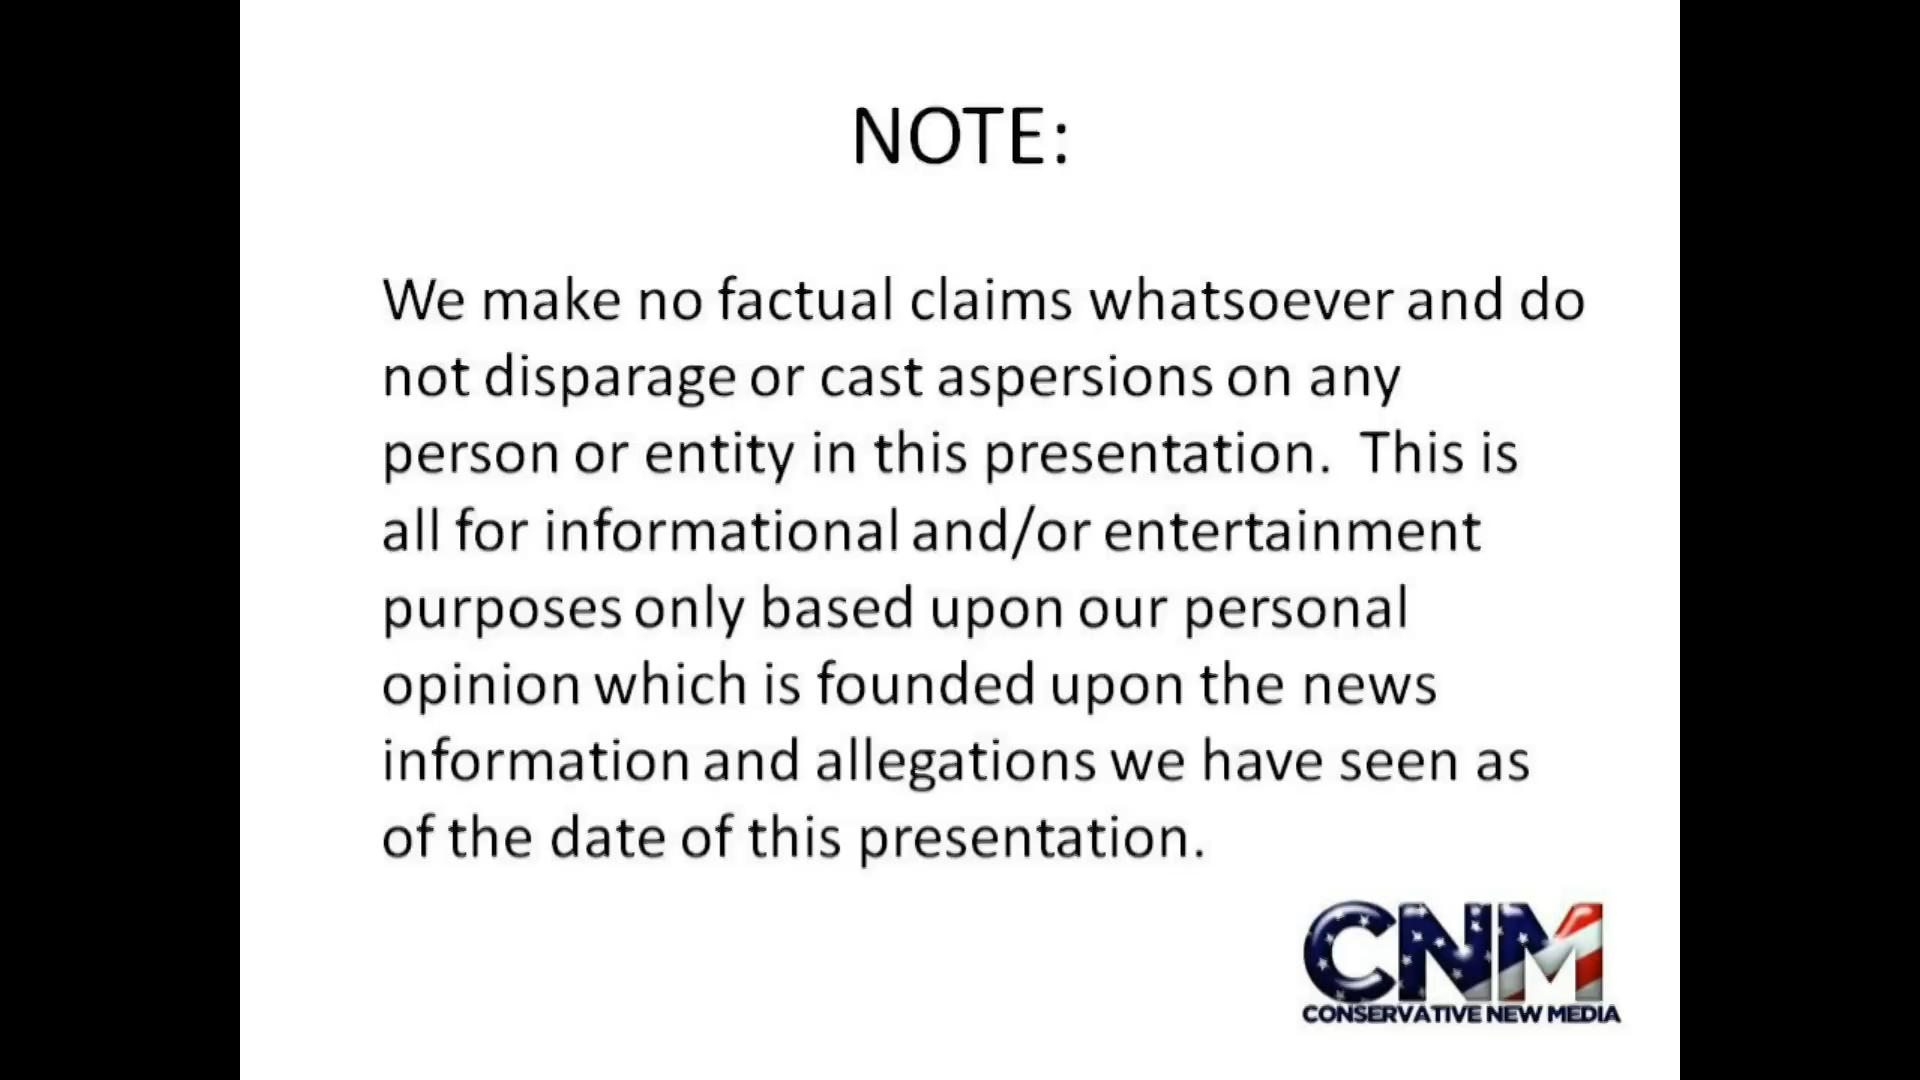 NOTE:
We make no factual claims whatsoever and do
not disparage or cast aspersions on any
person or entity in this presentation.  This is
all for informational and/or entertainment
purposes only based upon our personal
opinion which is founded upon the news
information and allegations we have seen as
of the date of this presentation.
CNM
CONSERVATIVE NEW MEDIA